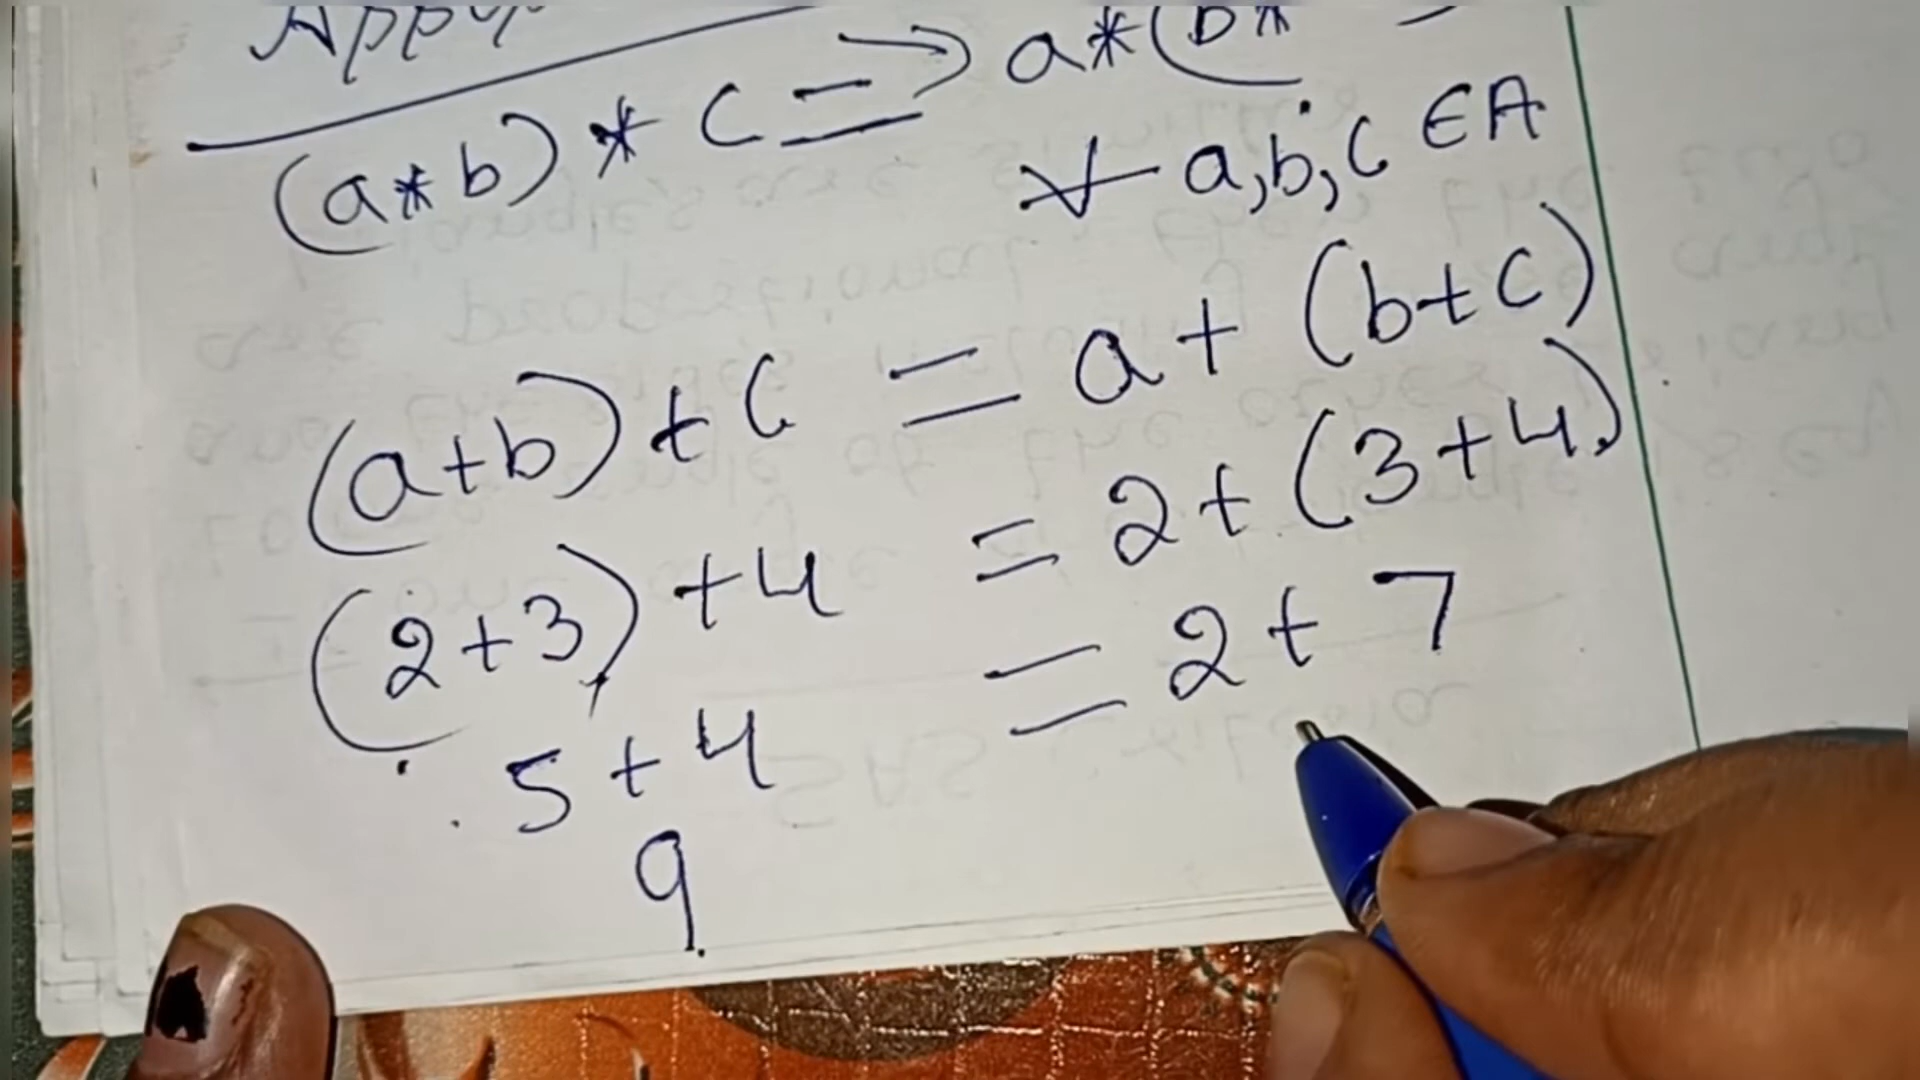 (a*b) * c => a*(b*
∀ a,b,c ∈ A
(a+b)+c = a+(b+c)
(2+3)+4 = 2+(3+4)
5+4 = 2+7
9